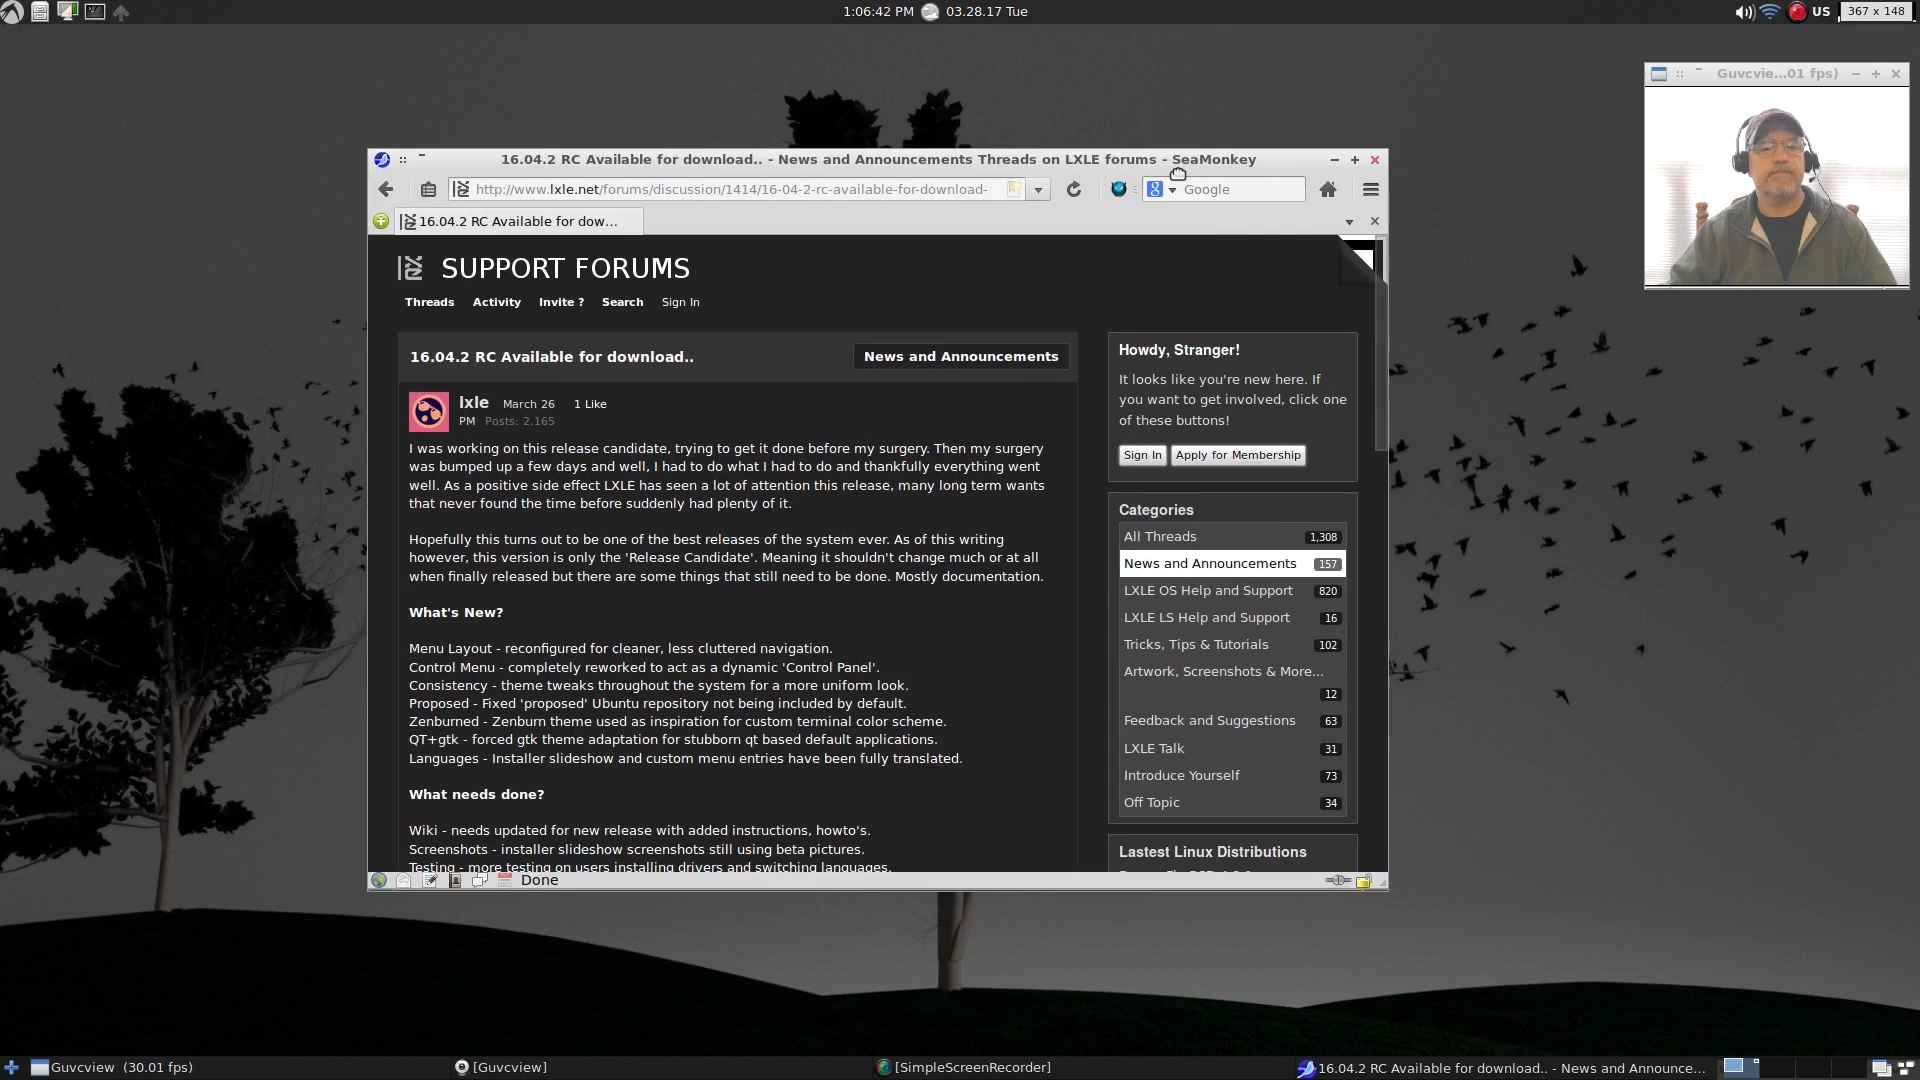 1:06:42 PM 03.28.17 Tue
US
367 x 148
Guvcvie...01 fps)
16.04.2 RC Available for download.. - News and Announcements Threads on LXLE forums - SeaMonkey
http://www.lxle.net/forums/discussion/1414/16-04-2-rc-available-for-download-
Google
16.04.2 RC Available for dow...
SUPPORT FORUMS
Threads Activity Invite ? Search Sign In
16.04.2 RC Available for download..
News and Announcements
lxle March 26 1 Like
PM Posts: 2,165
I was working on this release candidate, trying to get it done before my surgery. Then my surgery
was bumped up a few days and well, I had to do what I had to do and thankfully everything went
well. As a positive side effect LXLE has seen a lot of attention this release, many long term wants
that never found the time before suddenly had plenty of it.
Hopefully this turns out to be one of the best releases of the system ever. As of this writing
however, this version is only the 'Release Candidate'. Meaning it shouldn't change much or at all
when finally released but there are some things that still need to be done. Mostly documentation.
What's New?
Menu Layout - reconfigured for cleaner, less cluttered navigation.
Control Menu - completely reworked to act as a dynamic 'Control Panel'.
Consistency - theme tweaks throughout the system for a more uniform look.
Proposed - Fixed 'proposed' Ubuntu repository not being included by default.
Zenburned - Zenburn theme used as inspiration for custom terminal color scheme.
QT+gtk - forced gtk theme adaptation for stubborn qt based default applications.
Languages - Installer slideshow and custom menu entries have been fully translated.
What needs done?
Wiki - needs updated for new release with added instructions, howto's.
Screenshots - installer slideshow screenshots still using beta pictures.
Testing - more testing on users installing drivers and switching languages.
Howdy, Stranger!
It looks like you're new here. If
you want to get involved, click one
of these buttons!
Sign In Apply for Membership
Categories
All Threads 1,308
News and Announcements 157
LXLE OS Help and Support 820
LXLE LS Help and Support 16
Tricks, Tips & Tutorials 102
Artwork, Screenshots & More...
12
Feedback and Suggestions 63
LXLE Talk 31
Introduce Yourself 73
Off Topic 34
Lastest Linux Distributions
Done
Guvcview (30.01 fps)
[Guvcview]
[SimpleScreenRecorder]
16.04.2 RC Available for download.. - News and Announce...